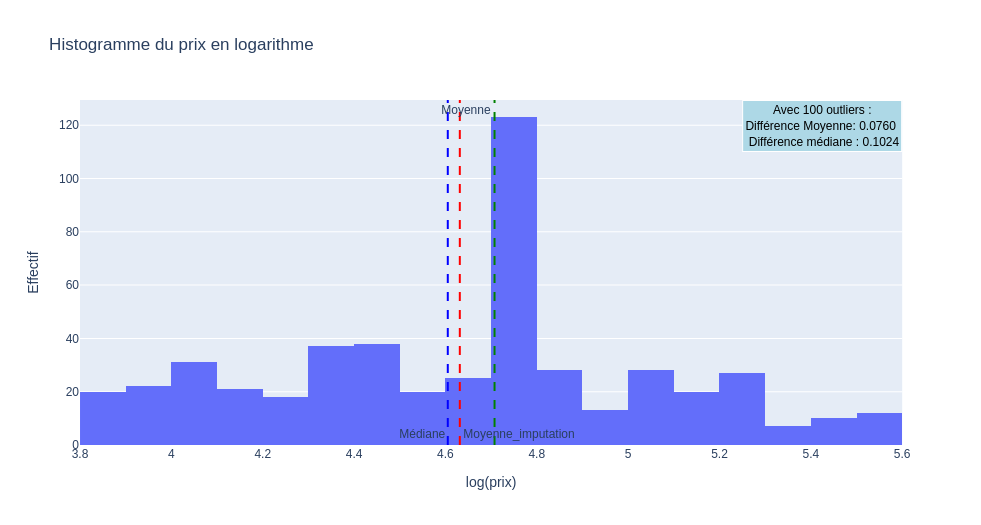 Histogramme du prix en logarithme
Moyenne
Avec 100 outliers :
Différence Moyenne: 0.0760
Différence médiane : 0.1024
120
100
80
60
40
20
0
Effectif
Médiane
Moyenne_imputation
3.8 4 4.2 4.4 4.6 4.8 5 5.2 5.4 5.6
log(prix)